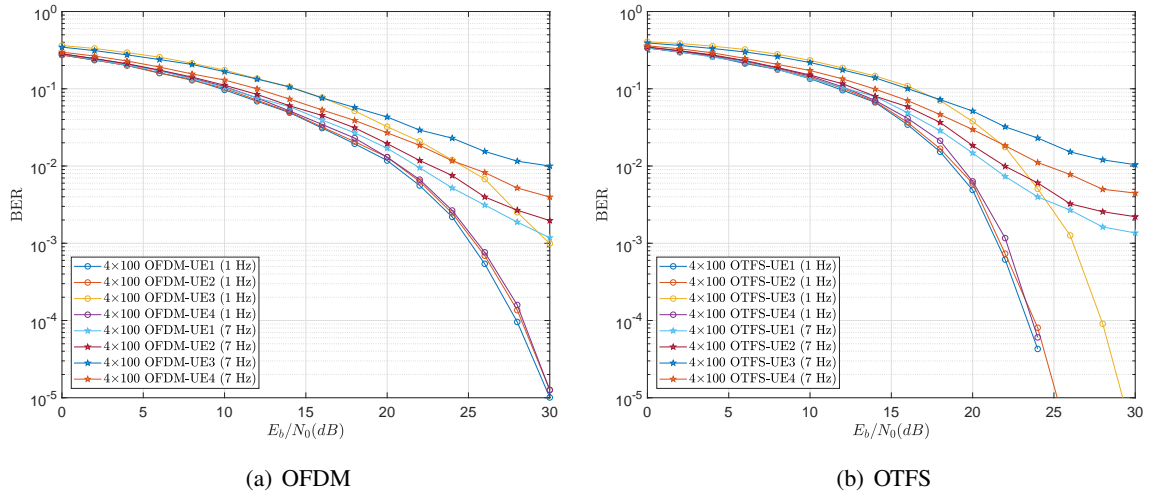 10^0
10^-1
10^-2
10^-3
10^-4
10^-5
BER
0 5 10 15 20 25 30
E_b/N_0(dB)
4×100 OFDM-UE1 (1 Hz)
4×100 OFDM-UE2 (1 Hz)
4×100 OFDM-UE3 (1 Hz)
4×100 OFDM-UE4 (1 Hz)
4×100 OFDM-UE1 (7 Hz)
4×100 OFDM-UE2 (7 Hz)
4×100 OFDM-UE3 (7 Hz)
4×100 OFDM-UE4 (7 Hz)
(a) OFDM
10^0
10^-1
10^-2
10^-3
10^-4
10^-5
BER
0 5 10 15 20 25 30
E_b/N_0(dB)
4×100 OTFS-UE1 (1 Hz)
4×100 OTFS-UE2 (1 Hz)
4×100 OTFS-UE3 (1 Hz)
4×100 OTFS-UE4 (1 Hz)
4×100 OTFS-UE1 (7 Hz)
4×100 OTFS-UE2 (7 Hz)
4×100 OTFS-UE3 (7 Hz)
4×100 OTFS-UE4 (7 Hz)
(b) OTFS